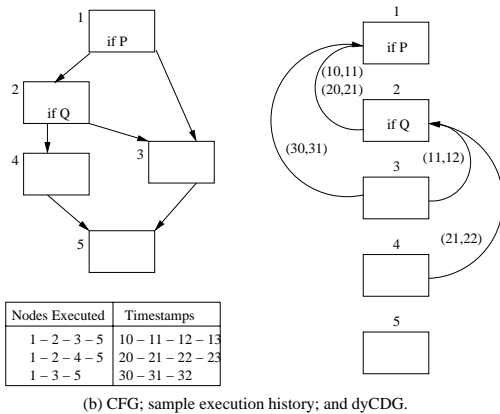 1
if P
2
if Q
4
3
5
1
if P
(10,11)
(20,21)
2
if Q
(30,31)
3
(11,12)
4
(21,22)
5
Nodes Executed Timestamps
1 – 2 – 3 – 5 10 – 11 – 12 – 13
1 – 2 – 4 – 5 20 – 21 – 22 – 23
1 – 3 – 5 30 – 31 – 32
(b) CFG; sample execution history; and dyCDG.